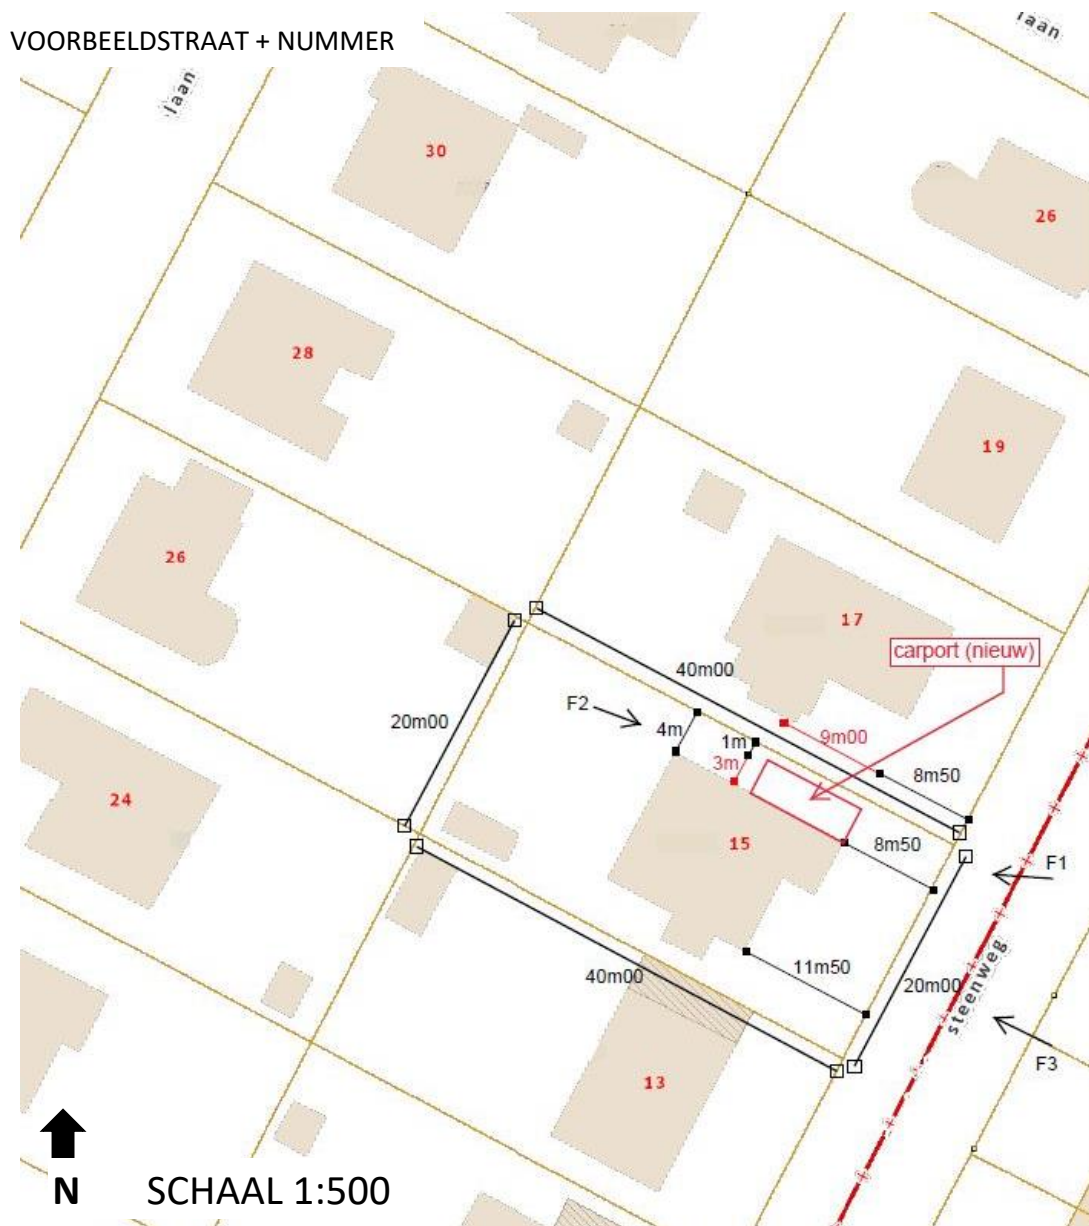 VOORBEELDSTRAAT + NUMMER
laan
laan
30
26
28
19
26
17
carport (nieuw)
40m00
F2
20m00
4m
1m
9m00
3m
8m50
24
15
8m50
F1
11m50
40m00
20m00
steenweg
F3
13
N
SCHAAL 1:500